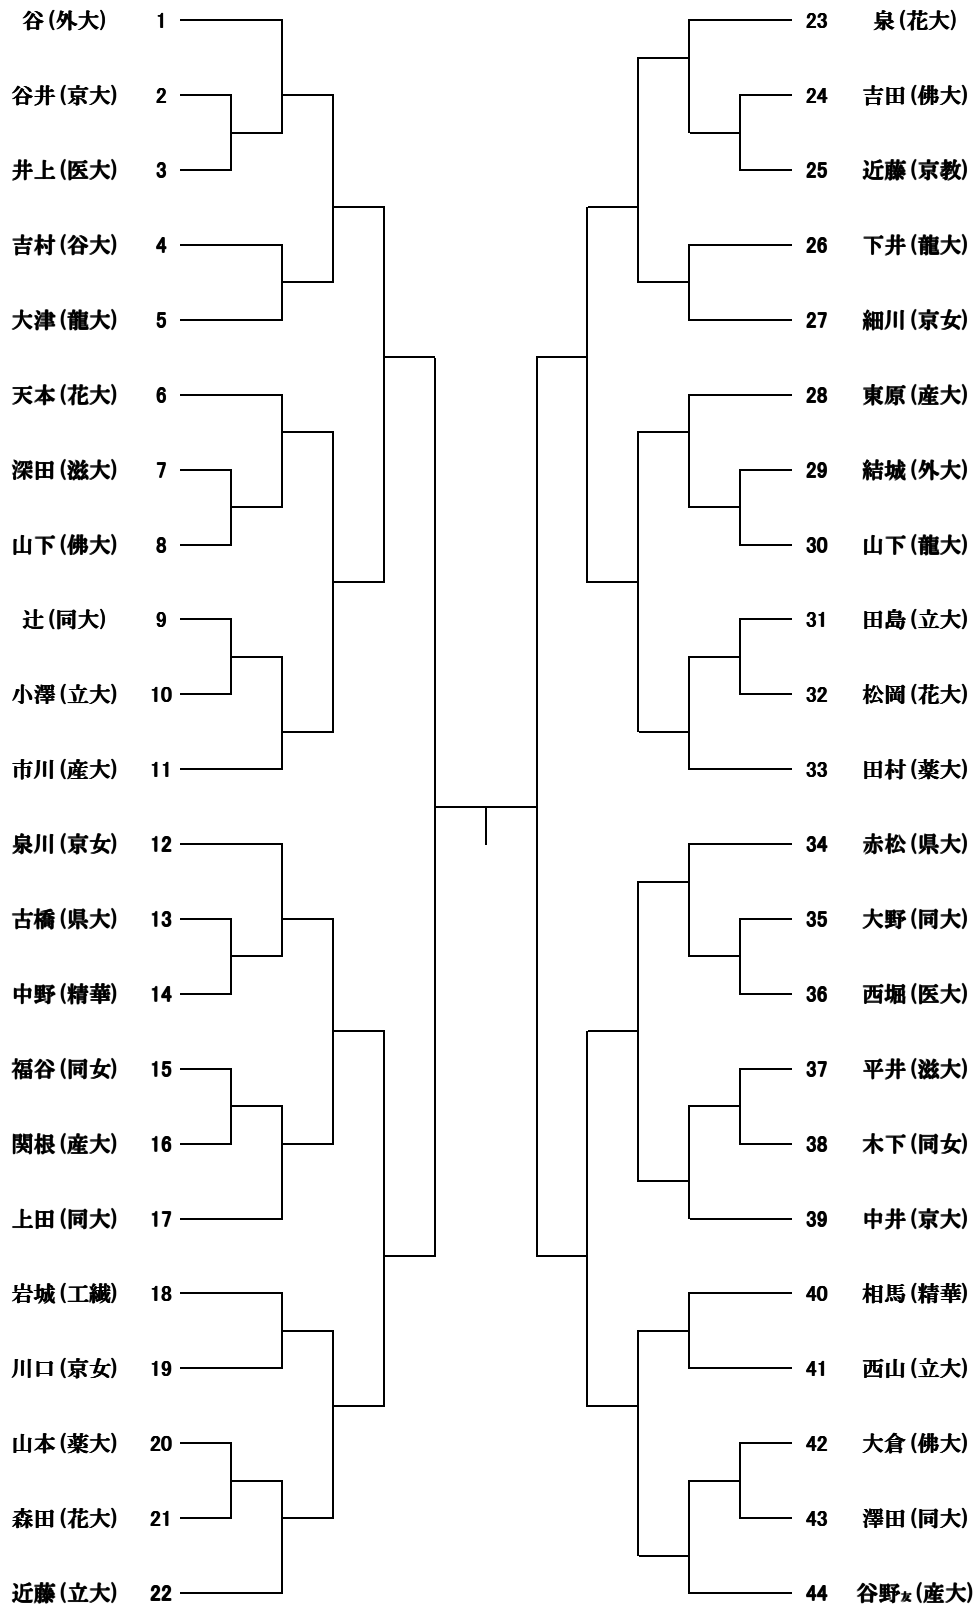 谷(外大) 1
谷井(京大) 2
井上(医大) 3
吉村(谷大) 4
大津(龍大) 5
天本(花大) 6
深田(滋大) 7
山下(佛大) 8
辻(同大) 9
小澤(立大) 10
市川(産大) 11
泉川(京女) 12
古橋(県大) 13
中野(精華) 14
福谷(同女) 15
関根(産大) 16
上田(同大) 17
岩城(工繊) 18
川口(京女) 19
山本(薬大) 20
森田(花大) 21
近藤(立大) 22
23 泉(花大)
24 吉田(佛大)
25 近藤(京教)
26 下井(龍大)
27 細川(京女)
28 東原(産大)
29 結城(外大)
30 山下(龍大)
31 田島(立大)
32 松岡(花大)
33 田村(薬大)
34 赤松(県大)
35 大野(同大)
36 西堀(医大)
37 平井(滋大)
38 木下(同女)
39 中井(京大)
40 相馬(精華)
41 西山(立大)
42 大倉(佛大)
43 澤田(同大)
44 谷野友(産大)